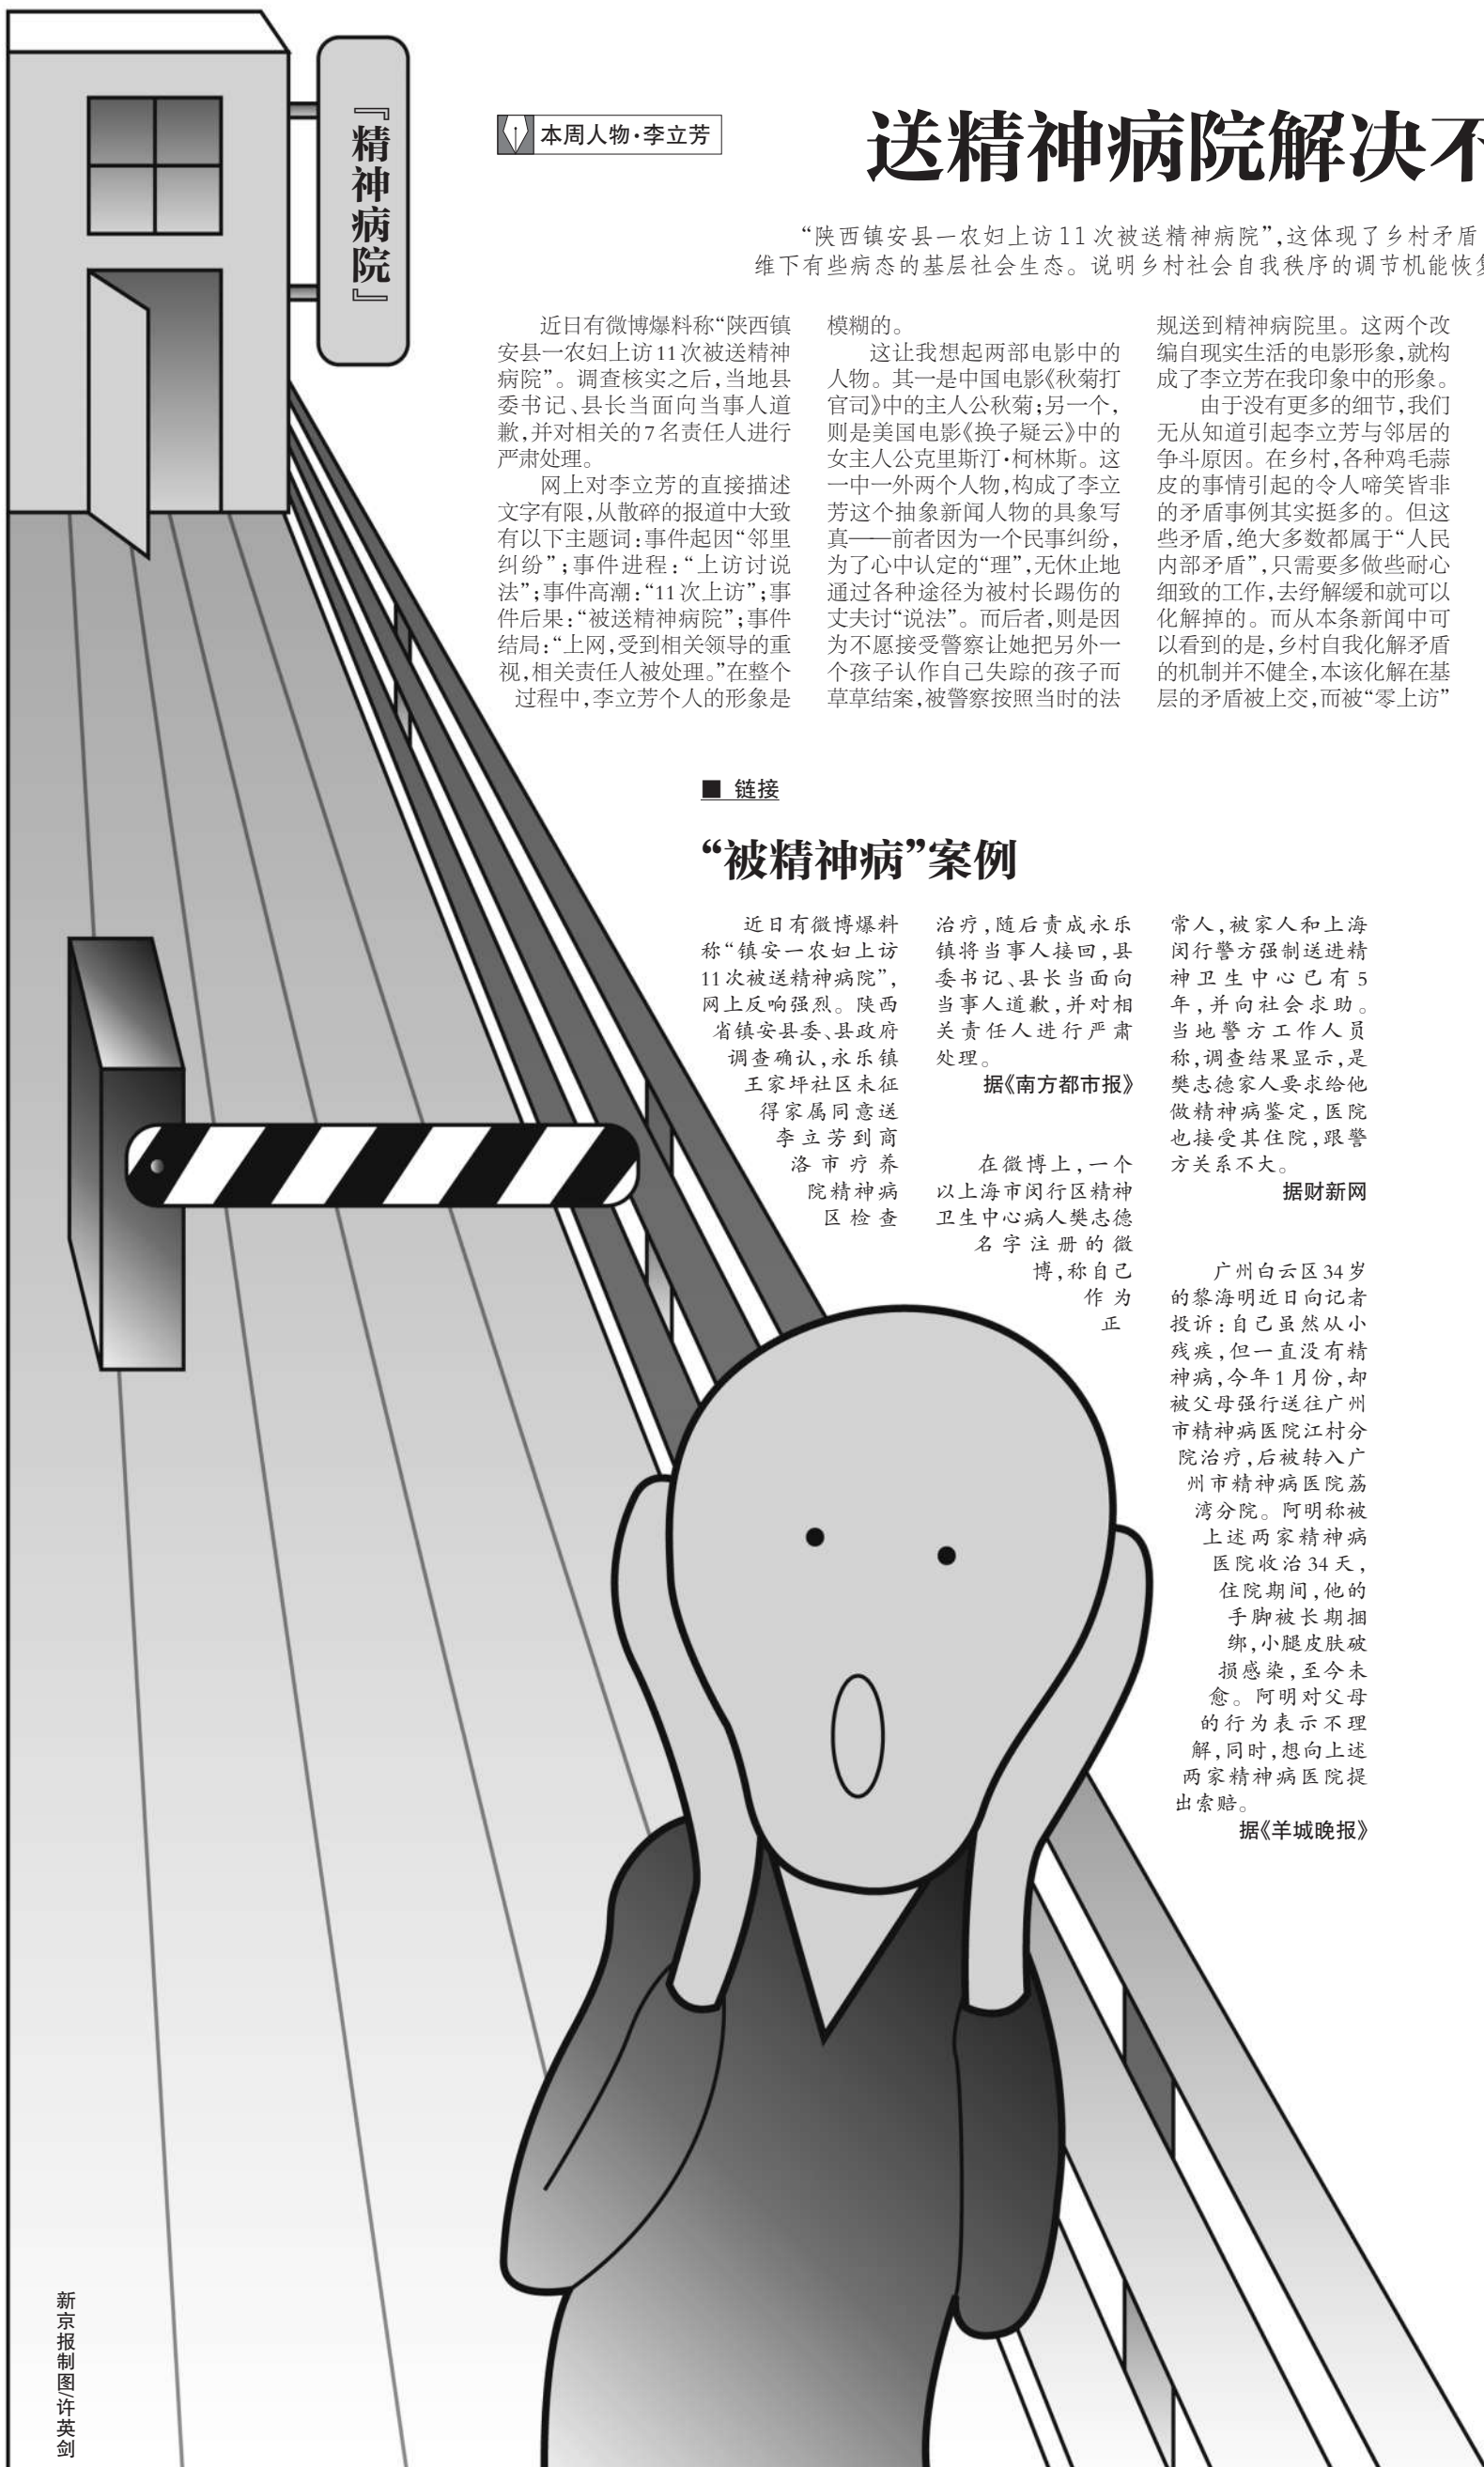 『精神病院』
本周人物·李立芳
送精神病院解决不
“陕西镇安县一农妇上访11次被送精神病院”,这体现了乡村矛盾
维下有些病态的基层社会生态。说明乡村社会自我秩序的调节机能恢复
近日有微博爆料称“陕西镇
安县一农妇上访11次被送精神
病院”。调查核实之后,当地县
委书记、县长当面向当事人道
歉,并对相关的7名责任人进行
严肃处理。
网上对李立芳的直接描述
文字有限,从散碎的报道中大致
有以下主题词:事件起因“邻里
纠纷”;事件进程:“上访讨说
法”;事件高潮:“11次上访”;事
件后果:“被送精神病院”;事件
结局:“上网,受到相关领导的重
视,相关责任人被处理。”在整个
过程中,李立芳个人的形象是
模糊的。
这让我想起两部电影中的
人物。其一是中国电影《秋菊打
官司》中的主人公秋菊;另一个,
则是美国电影《换子疑云》中的
女主人公克里斯汀·柯林斯。这
一中一外两个人物,构成了李立
芳这个抽象新闻人物的具象写
真——前者因为一个民事纠纷,
为了心中认定的“理”,无休止地
通过各种途径为被村长踢伤的
丈夫讨“说法”。而后者,则是因
为不愿接受警察让她把另外一
个孩子认作自己失踪的孩子而
草草结案,被警察按照当时的法
规送到精神病院里。这两个改
编自现实生活的电影形象,就构
成了李立芳在我印象中的形象。
由于没有更多的细节,我们
无从知道引起李立芳与邻居的
争斗原因。在乡村,各种鸡毛蒜
皮的事情引起的令人啼笑皆非
的矛盾事例其实挺多的。但这
些矛盾,绝大多数都属于“人民
内部矛盾”,只需要多做些耐心
细致的工作,去纾解缓和就可以
化解掉的。而从本条新闻中可
以看到的是,乡村自我化解矛盾
的机制并不健全,本该化解在基
层的矛盾被上交,而被“零上访”
■ 链接
“被精神病”案例
近日有微博爆料
称“镇安一农妇上访
11次被送精神病院”,
网上反响强烈。陕西
省镇安县委、县政府
调查确认,永乐镇
王家坪社区未征
得家属同意送
李立芳到商
洛市疗养
院精神病
区检查
治疗,随后责成永乐
镇将当事人接回,县
委书记、县长当面向
当事人道歉,并对相
关责任人进行严肃
处理。
据《南方都市报》
在微博上,一个
以上海市闵行区精神
卫生中心病人樊志德
名字注册的微
博,称自己
作为
正
常人,被家人和上海
闵行警方强制送进精
神卫生中心已有5
年,并向社会求助。
当地警方工作人员
称,调查结果显示,是
樊志德家人要求给他
做精神病鉴定,医院
也接受其住院,跟警
方关系不大。
据财新网
广州白云区34岁
的黎海明近日向记者
投诉:自己虽然从小
残疾,但一直没有精
神病,今年1月份,却
被父母强行送往广州
市精神病医院江村分
院治疗,后被转入广
州市精神病医院荔
湾分院。阿明称被
上述两家精神病
医院收治34天,
住院期间,他的
手脚被长期捆
绑,小腿皮肤破
损感染,至今未
愈。阿明对父母
的行为表示不理
解,同时,想向上述
两家精神病医院提
出索赔。
据《羊城晚报》
新京报制图/许英剑